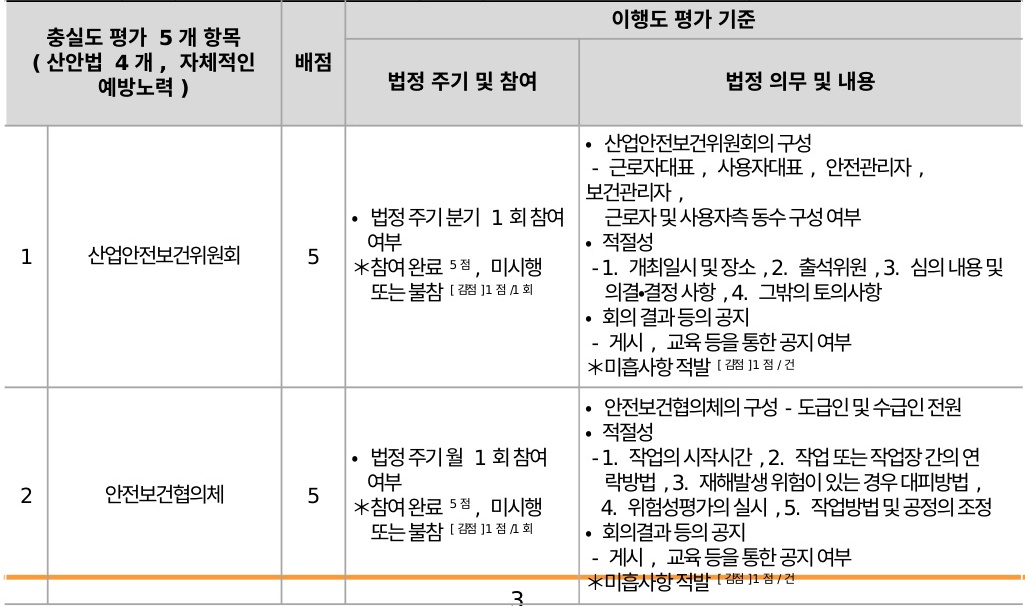 충실도 평가 5 개 항목
( 산안법 4 개 , 자체적인
예방노력 )
배점
이행도 평가 기준
법정 주기 및 참여
법정 의무 및 내용
1
산업안전보건위원회
5
• 법정 주기 분기 1 회 참여
여부
*참여 완료 5 점 , 미시행
또는 불참 [ 감점 ]1 점 /1 회
• 산업안전보건위원회의 구성
- 근로자대표 , 사용자대표 , 안전관리자 ,
보건관리자 ,
근로자 및 사용자측 동수 구성 여부
• 적절성
- 1. 개최일시 및 장소 , 2. 출석위원 , 3. 심의 내용 및
의결•결정 사항 , 4. 그밖의 토의사항
• 회의 결과 등의 공지
- 게시 , 교육 등을 통한 공지 여부
*미흡사항 적발 [ 감점 ]1 점 / 건
2
안전보건협의체
5
• 법정 주기 월 1 회 참여
여부
*참여 완료 5 점 , 미시행
또는 불참 [ 감점 ]1 점 /1 회
• 안전보건협의체의 구성 - 도급인 및 수급인 전원
• 적절성
- 1. 작업의 시작시간 , 2. 작업 또는 작업장 간의 연
락방법 , 3. 재해발생 위험이 있는 경우 대피방법 ,
4. 위험성평가의 실시 , 5. 작업방법 및 공정의 조정
• 회의결과 등의 공지
- 게시 , 교육 등을 통한 공지 여부
*미흡사항 적발 [ 감점 ]1 점 / 건
3